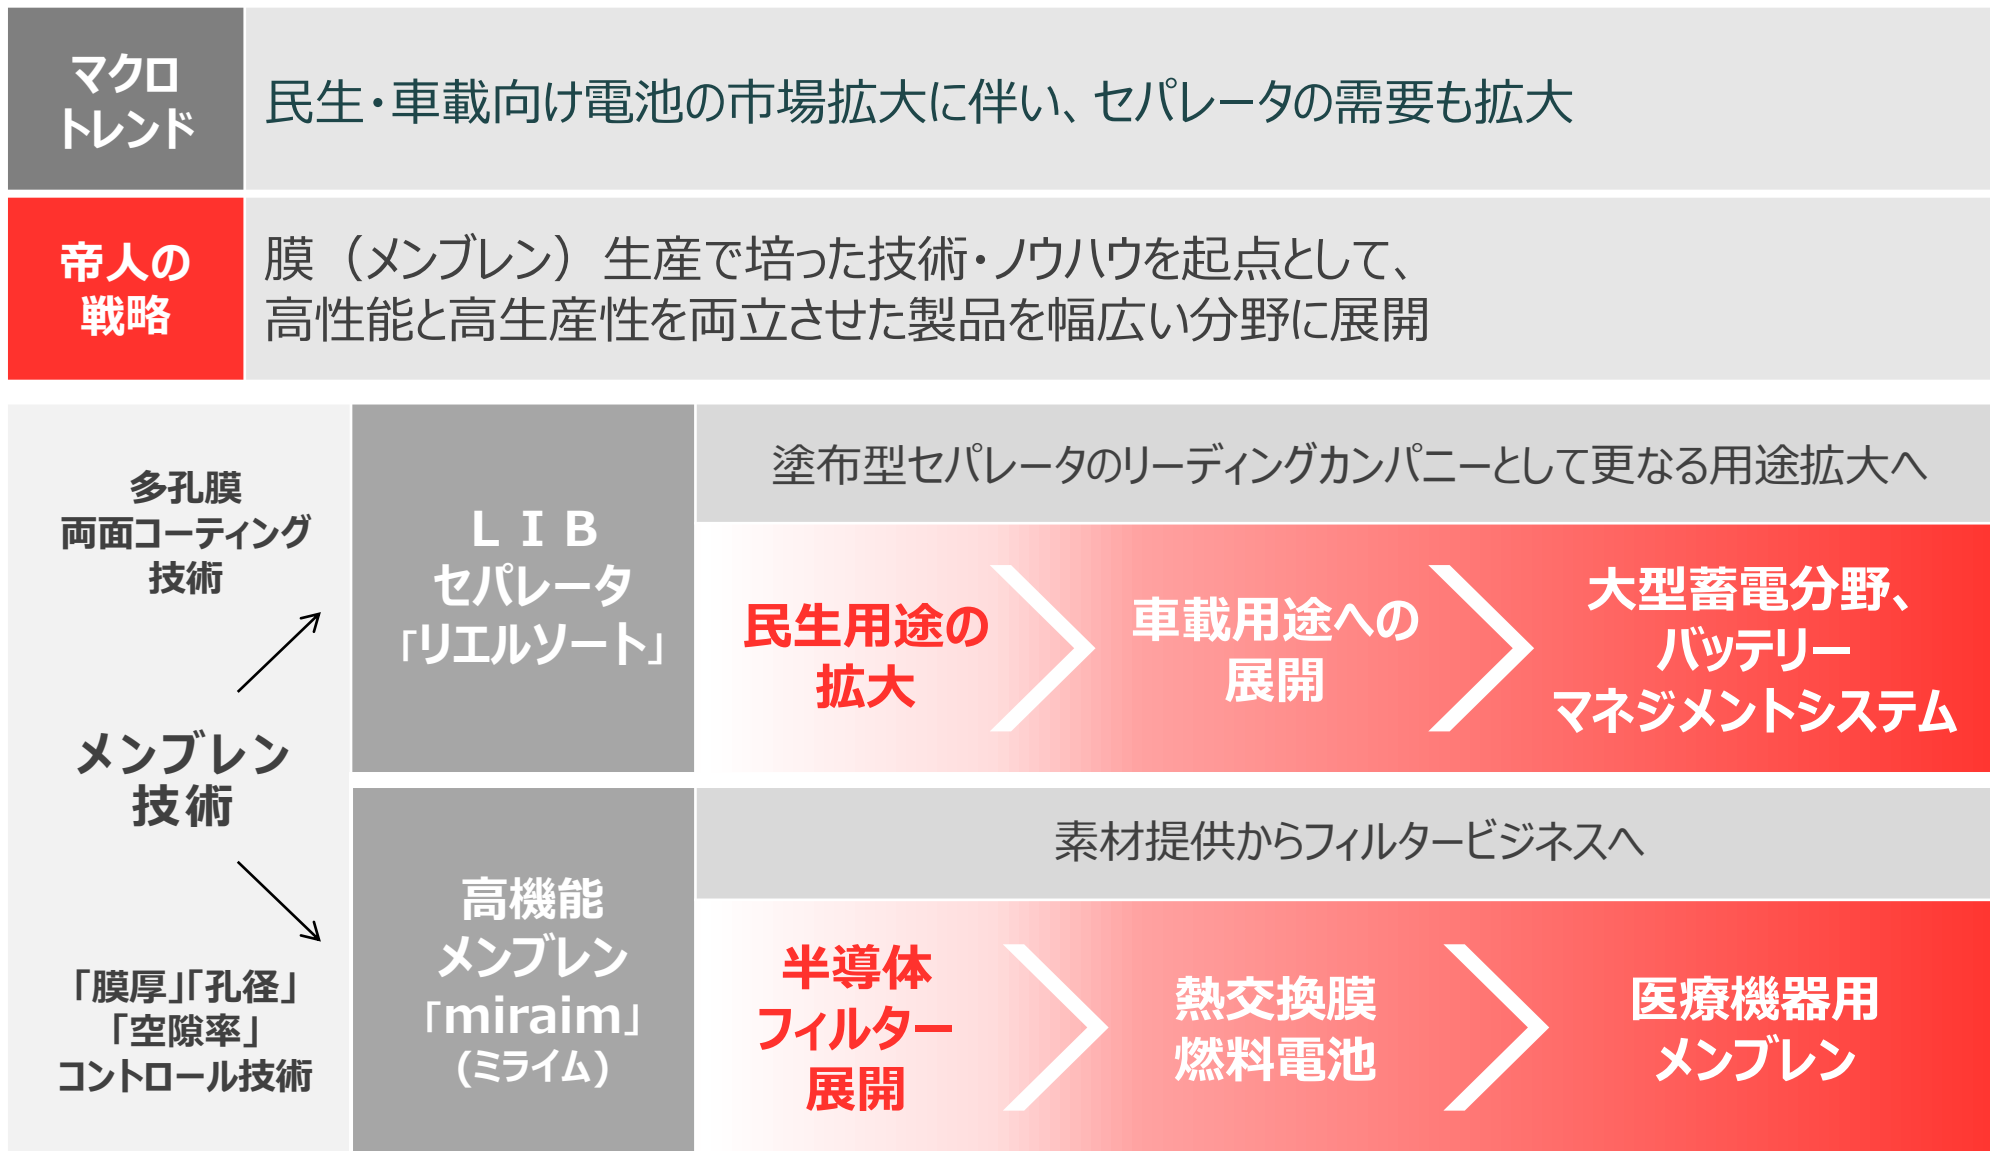 マクロ
トレンド
民生・車載向け電池の市場拡大に伴い、セパレータの需要も拡大
帝人の
戦略
膜（メンブレン）生産で培った技術・ノウハウを起点として、
高性能と高生産性を両立させた製品を幅広い分野に展開
多孔膜
両面コーティング
技術
メンブレン
技術
「膜厚」「孔径」
「空隙率」
コントロール技術
ＬＩＢ
セパレータ
「リエルソート」
塗布型セパレータのリーディングカンパニーとして更なる用途拡大へ
民生用途の
拡大
車載用途への
展開
大型蓄電分野、
バッテリー
マネジメントシステム
高機能
メンブレン
「miraim」
(ミライム)
素材提供からフィルタービジネスへ
半導体
フィルター
展開
熱交換膜
燃料電池
医療機器用
メンブレン